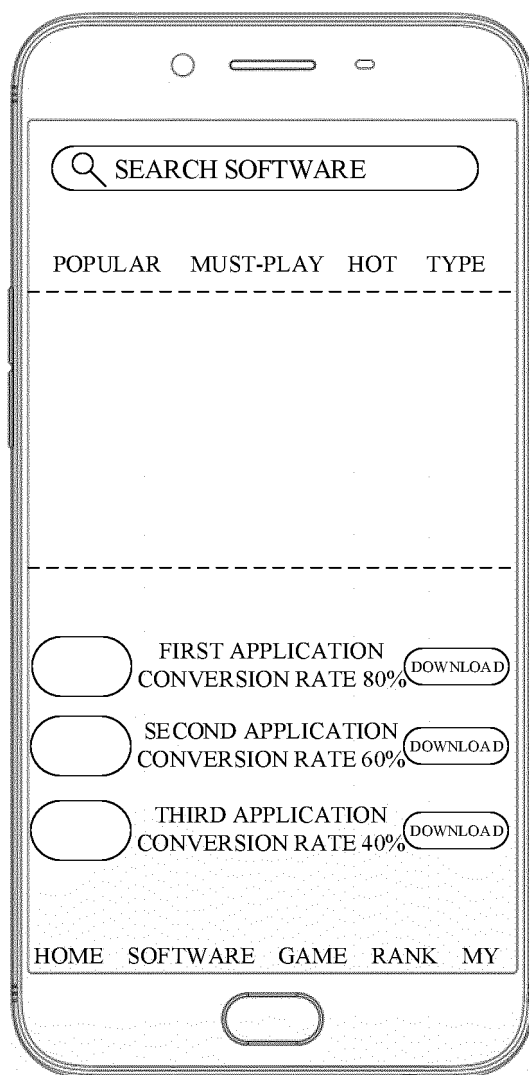 SEARCH SOFTWARE
POPULAR MUST-PLAY HOT TYPE
FIRST APPLICATION
CONVERSION RATE 80%
DOWNLOAD
SECOND APPLICATION
CONVERSION RATE 60%
DOWNLOAD
THIRD APPLICATION
CONVERSION RATE 40%
DOWNLOAD
HOME SOFTWARE GAME RANK MY